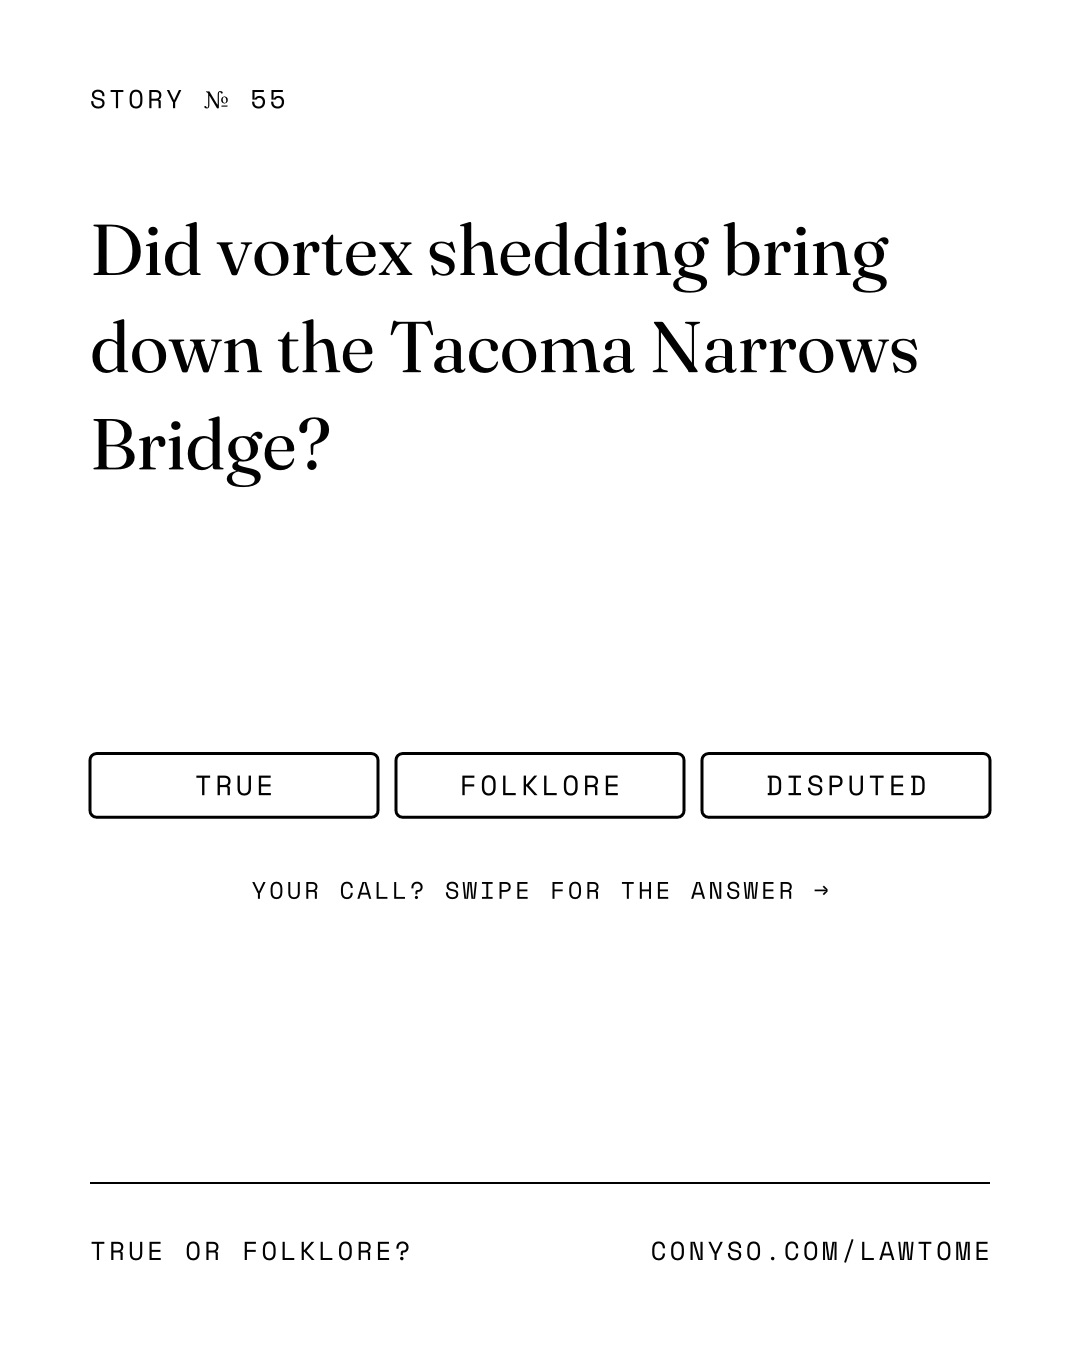 STORY № 55
Did vortex shedding bring
down the Tacoma Narrows
Bridge?
TRUE
FOLKLORE
DISPUTED
YOUR CALL? SWIPE FOR THE ANSWER →
TRUE OR FOLKLORE?
CONYSO.COM/LAWTOME